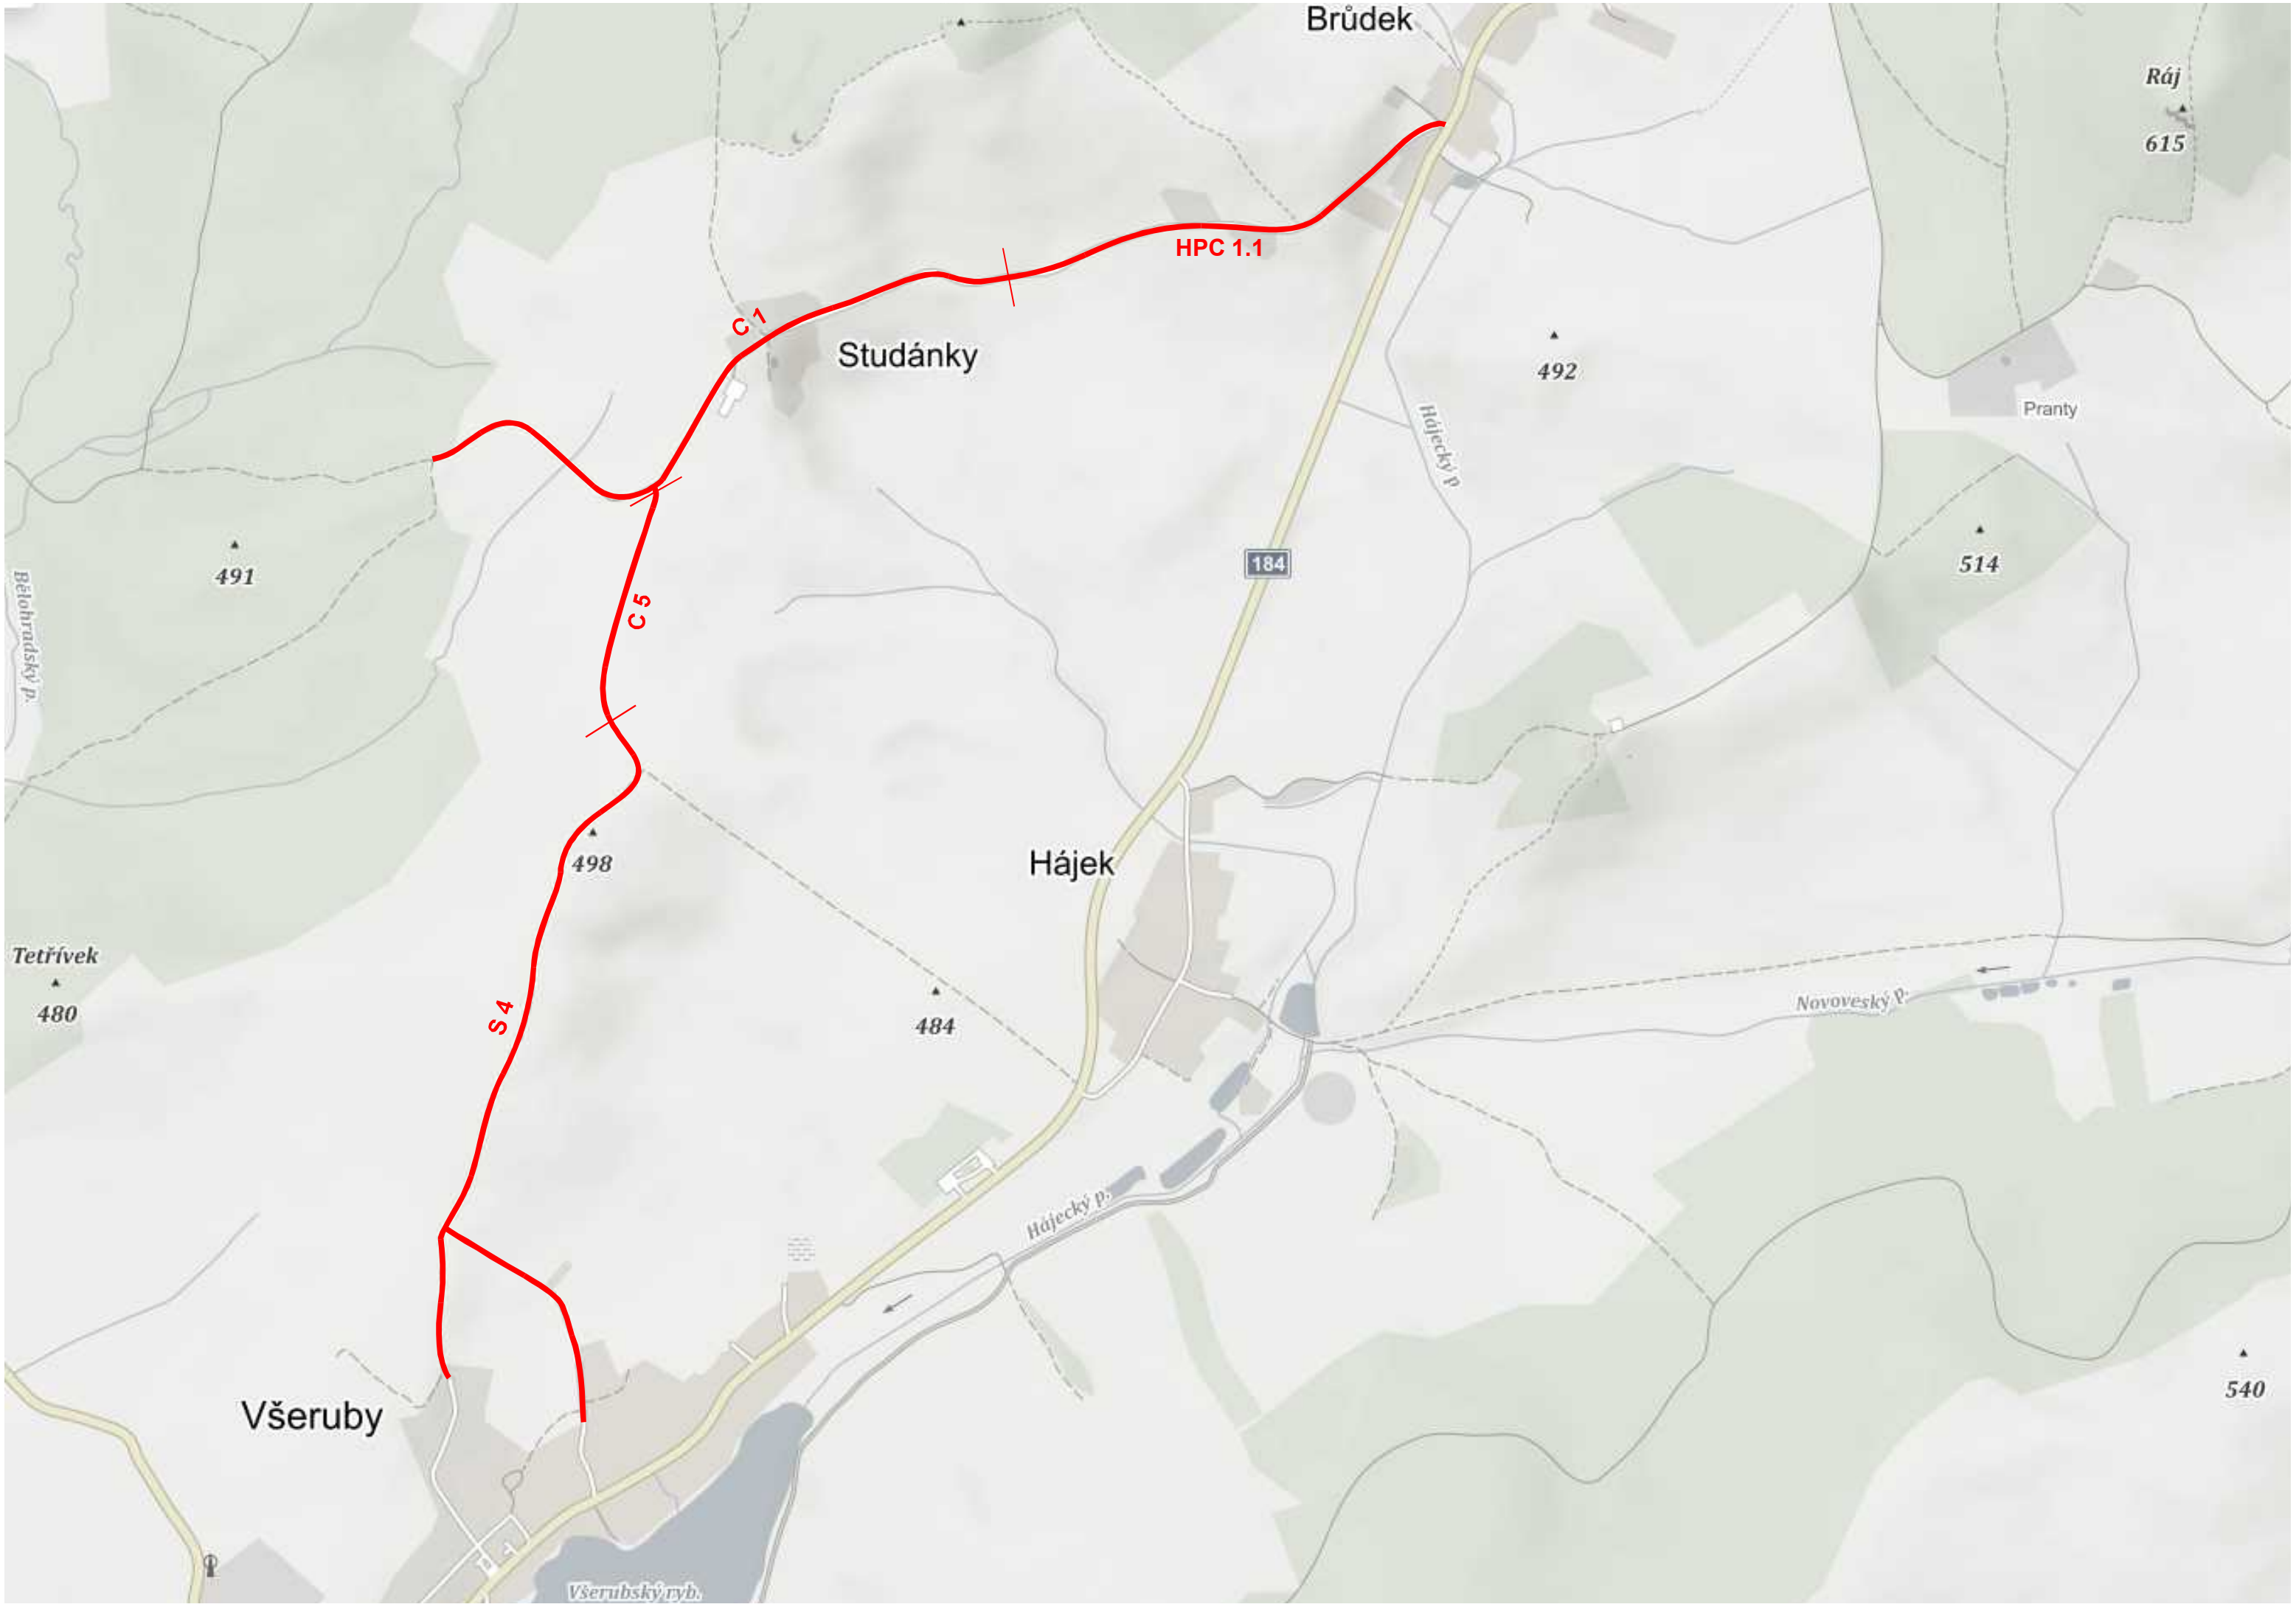 Brůdek
Ráj
615
HPC 1.1
C 1
Studánky
492
Pranty
Hájecký p
184
491
514
C 5
Bělohradský p.
498
Hájek
Tetřívek
480
S 4
484
Novoveský p.
Hájecký p.
540
Všeruby
Všerubský ryb.